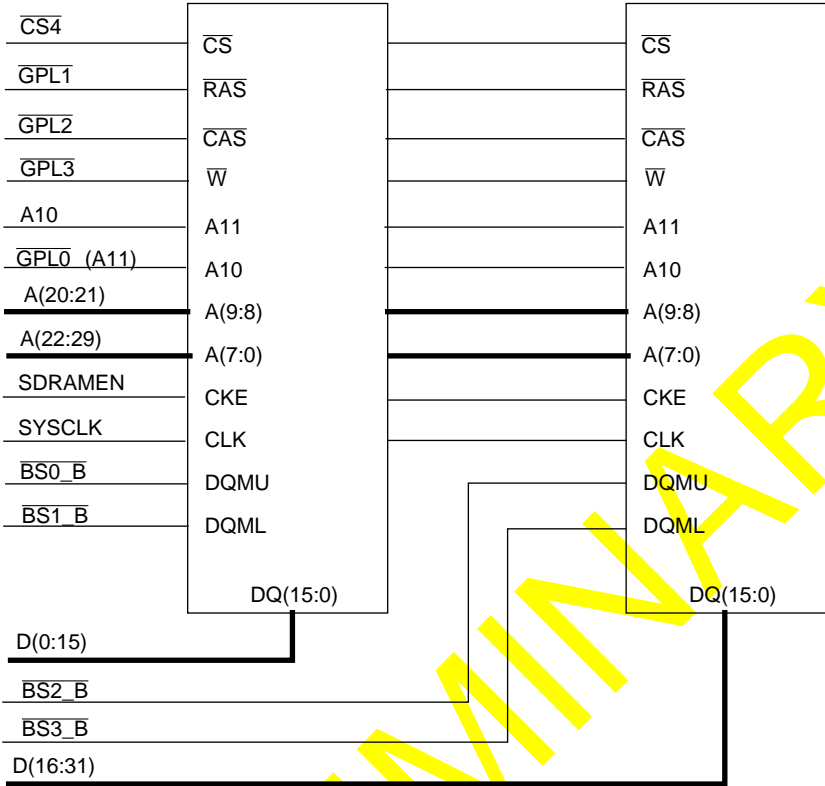 CS4
CS
CS
GPL1
RAS
RAS
GPL2
CAS
CAS
GPL3
W
W
A10
A11
A11
GPL0 (A11)
A10
A10
A(20:21)
A(9:8)
A(9:8)
A(22:29)
A(7:0)
A(7:0)
SDRAMEN
CKE
CKE
SYSCLK
CLK
CLK
BS0_B
DQMU
DQMU
BS1_B
DQML
DQML
DQ(15:0)
DQ(15:0)
D(0:15)
BS2_B
BS3_B
D(16:31)
MINAR